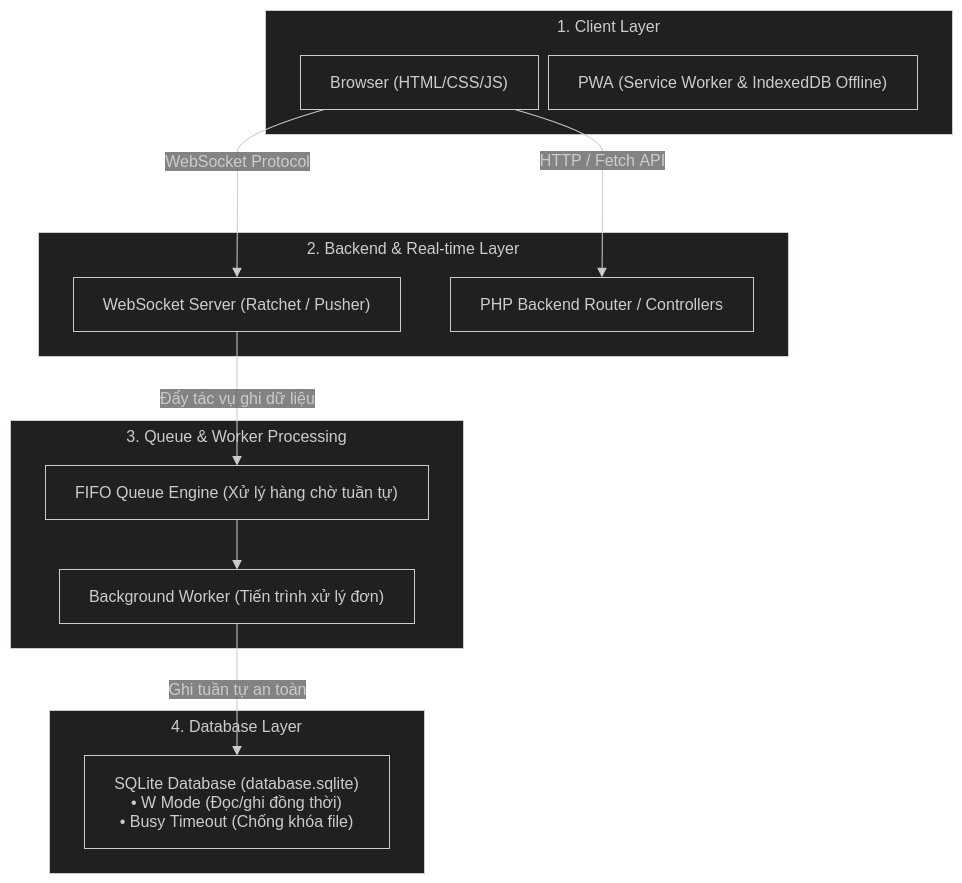 1. Client Layer
Browser (HTML/CSS/JS)
PWA (Service Worker & IndexedDB Offline)
WebSocket Protocol
HTTP / Fetch API
2. Backend & Real-time Layer
WebSocket Server (Ratchet / Pusher)
PHP Backend Router / Controllers
Đẩy tác vụ ghi dữ liệu
3. Queue & Worker Processing
FIFO Queue Engine (Xử lý hàng chờ tuần tự)
Background Worker (Tiến trình xử lý đơn)
Ghi tuần tự an toàn
4. Database Layer
SQLite Database (database.sqlite)
• W Mode (Đọc/ghi đồng thời)
• Busy Timeout (Chống khóa file)